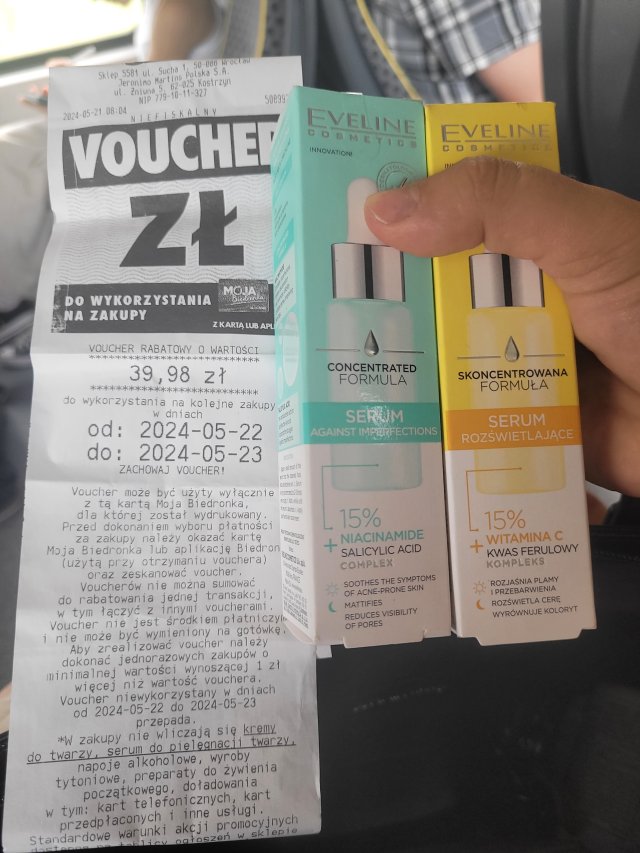 Sklep 5501 ul. Sucha 1, 50-086 Wrocław
Jeronimo Martins Polska S.A.
ul. Żniwna 5, 62-025 Kostrzyn
NIP 779-10-11-327
2024-05-21 08:04
NIEFISKALNY
VOUCHER
ZŁ
DO WYKORZYSTANIA
NA ZAKUPY
MOJA
Biedronka
Z KARTĄ LUB
VOUCHER RABATOWY O WARTOŚCI
********************
39,98 zł
********************
do wykorzystania na kolejne zakupy
w dniach
od: 2024-05-22
do: 2024-05-23
ZACHOWAJ VOUCHER!
Voucher może być użyty wyłącznie
z tą kartą Moja Biedronka,
dla której został wydrukowany.
Przed dokonaniem wyboru płatności
za zakupy należy okazać kartę
Moja Biedronka lub aplikację Biedron
(użytą przy otrzymaniu vouchera)
oraz zeskanować voucher.
Voucherów nie można sumować
do rabatowania jednej transakcji,
w tym łączyć z innymi voucherami.
Voucher nie jest środkiem płatniczym
i nie może być wymieniony na gotówkę.
Aby zrealizować voucher należy
dokonać jednorazowych zakupów o
minimalnej wartości wynoszącej 1 zł
więcej niż wartość vouchera.
Voucher niewykorzystany w dniach
od 2024-05-22 do 2024-05-23
przepada.
*W zakupy nie wliczają się kremy
do twarzy, serum do pielęgnacji twarzy,
napoje alkoholowe, wyroby
tytoniowe, preparaty do żywienia
początkowego, doładowania
w tym: kart telefonicznych, kart
przedpłaconych i inne usługi.
Standardowe warunki akcji promocyjnych
dostępne na tablicy ogłoszeń w sklepie
EVELINE
COSMETICS
INNOVATION!
CONCENTRATED
FORMULA
SERUM
AGAINST IMPERFECTIONS
15%
+ NIACINAMIDE
SALICYLIC ACID
COMPLEX
SOOTHES THE SYMPTOMS
OF ACNE-PRONE SKIN
MATTIFIES
REDUCES VISIBILITY
OF PORES
EVELINE
COSMETICS
SKONCENTROWANA
FORMUŁA
SERUM
ROZŚWIETLAJĄCE
15%
+ WITAMINA C
KWAS FERULOWY
KOMPLEKS
ROZJAŚNIA PLAMY
I PRZEBARWIENIA
ROZŚWIETLA CERĘ
WYRÓWNUJE KOLORYT